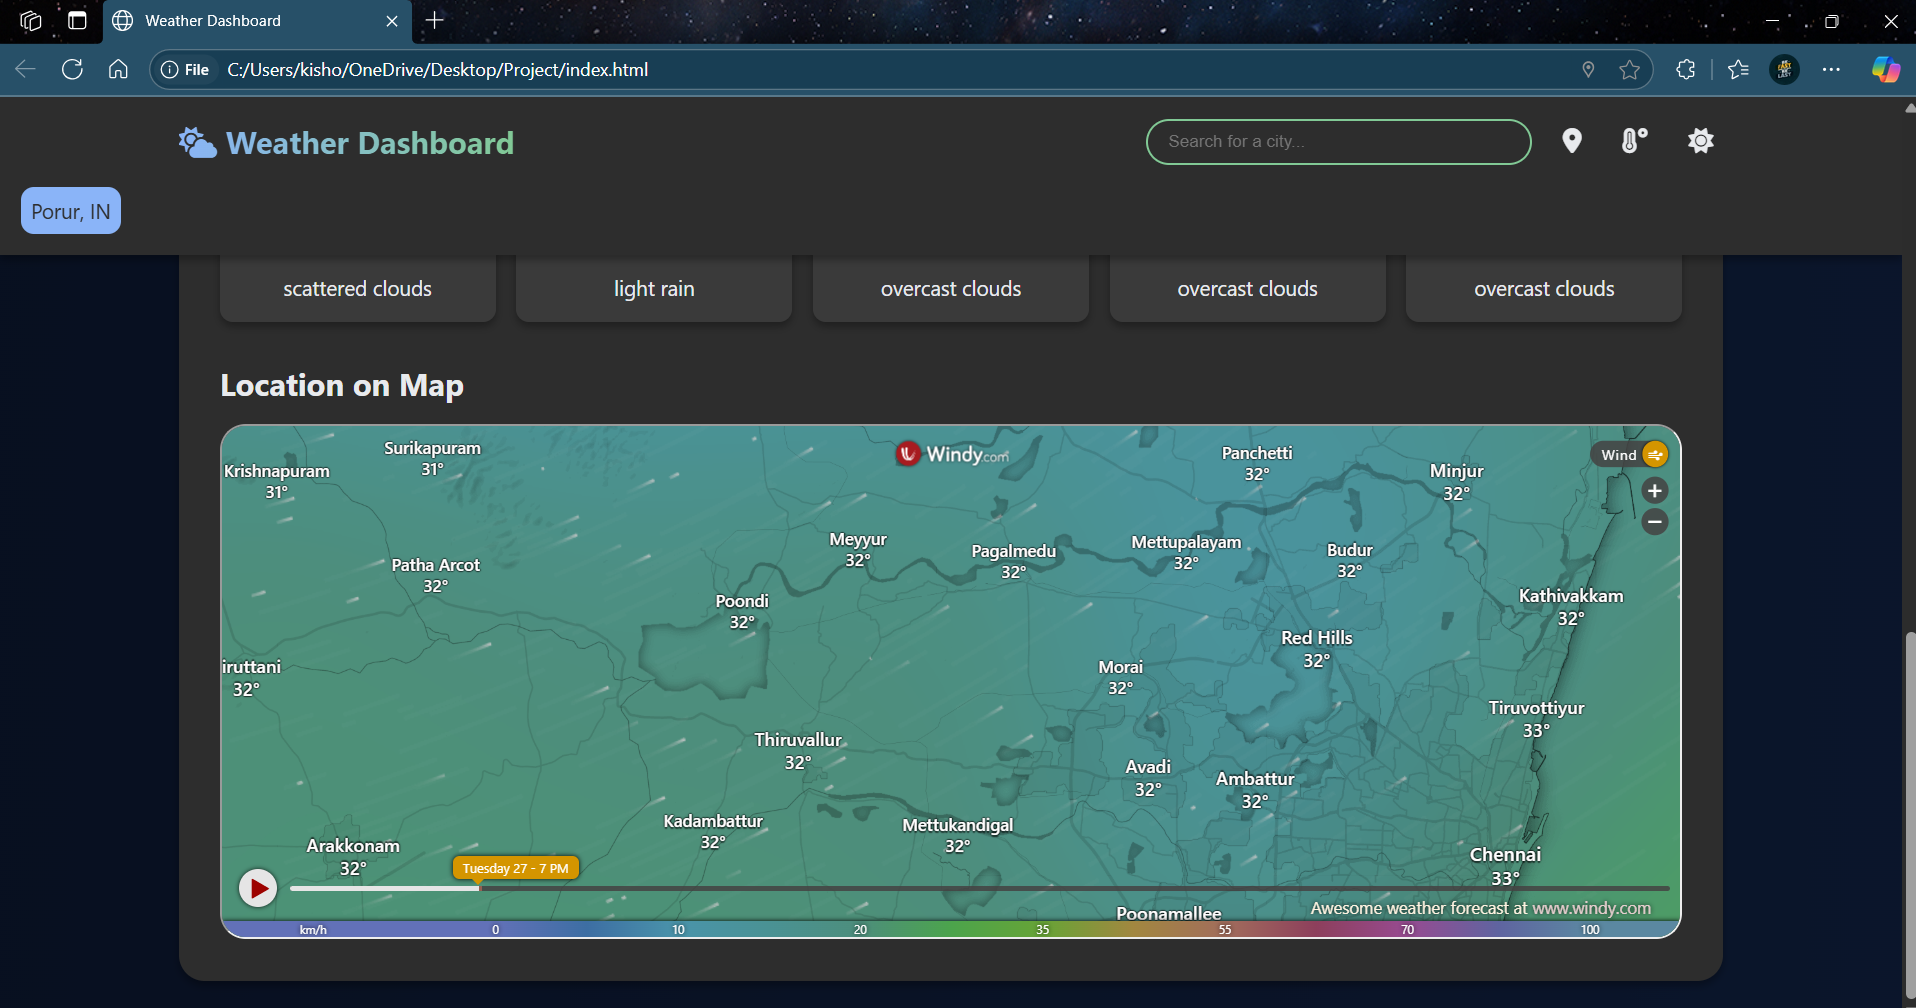 Weather Dashboard
File
C:/Users/kisho/OneDrive/Desktop/Project/index.html
Weather Dashboard
Search for a city...
Porur, IN
scattered clouds
light rain
overcast clouds
overcast clouds
overcast clouds
Location on Map
Surikapuram
31°
Krishnapuram
31°
Windy.com
Panchetti
32°
Minjur
32°
Wind
Meyyur
32°
Pagalmedu
32°
Mettupalayam
32°
Budur
32°
Patha Arcot
32°
Poondi
32°
Kathivakkam
32°
Red Hills
32°
iruttani
32°
Morai
32°
Tiruvottiyur
33°
Thiruvallur
32°
Avadi
32°
Ambattur
32°
Kadambattur
32°
Mettukandigal
32°
Arakkonam
32°
Chennai
33°
Tuesday 27 - 7 PM
Poonamallee
Awesome weather forecast at www.windy.com
km/h 0 10 20 35 55 70 100